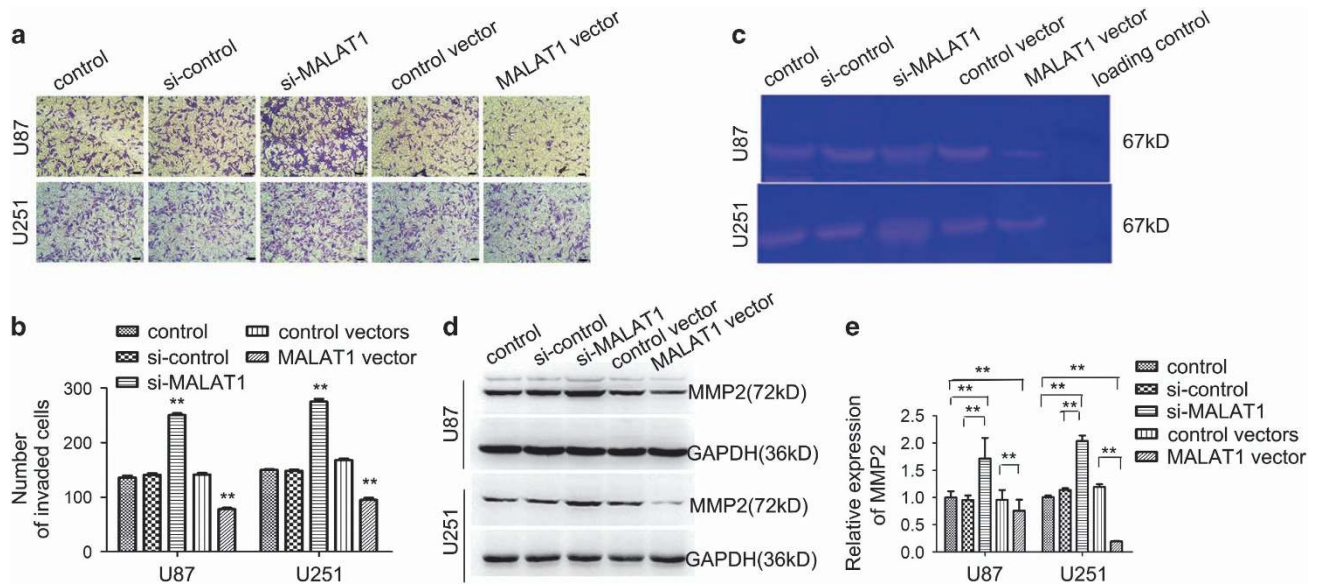 a
control
si-control
si-MALAT1
control vector
MALAT1 vector
U87
U251
b
control
si-control
si-MALAT1
control vectors
MALAT1 vector
Number
of invaded cells
300
200
100
0
**
**
**
**
U87
U251
c
control
si-control
si-MALAT1
control vector
MALAT1 vector
loading control
U87
67kD
U251
67kD
d
control
si-control
si-MALAT1
control vector
MALAT1 vector
U87
MMP2(72kD)
GAPDH(36kD)
U251
MMP2(72kD)
GAPDH(36kD)
e
control
si-control
si-MALAT1
control vectors
MALAT1 vector
Relative expression
of MMP2
2.5
2.0
1.5
1.0
0.5
0.0
**
**
**
**
**
**
**
**
U87
U251